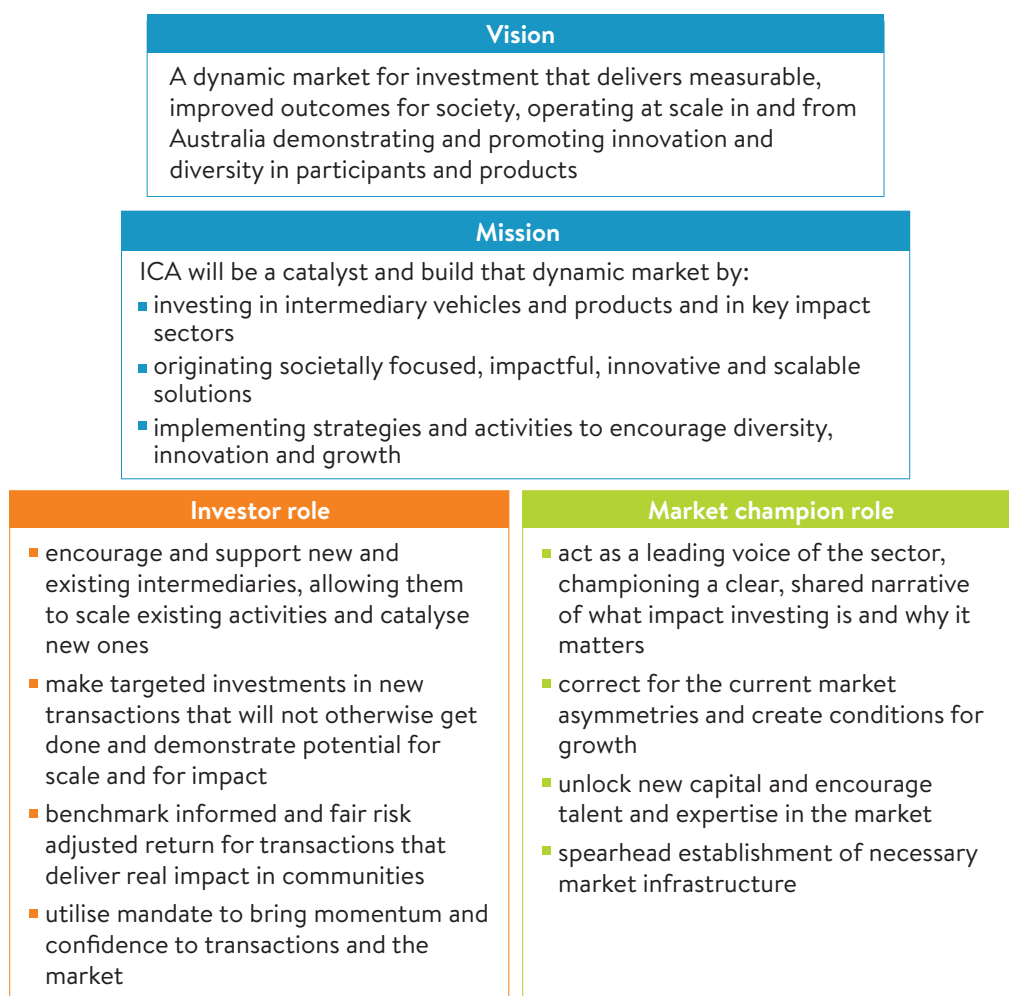 Vision
A dynamic market for investment that delivers measurable,
improved outcomes for society, operating at scale in and from
Australia demonstrating and promoting innovation and
diversity in participants and products
Mission
ICA will be a catalyst and build that dynamic market by:
investing in intermediary vehicles and products and in key impact
sectors
originating societally focused, impactful, innovative and scalable
solutions
implementing strategies and activities to encourage diversity,
innovation and growth
Investor role
encourage and support new and
existing intermediaries, allowing them
to scale existing activities and catalyse
new ones
make targeted investments in new
transactions that will not otherwise get
done and demonstrate potential for
scale and for impact
benchmark informed and fair risk
adjusted return for transactions that
deliver real impact in communities
utilise mandate to bring momentum and
confidence to transactions and the
market
Market champion role
act as a leading voice of the sector,
championing a clear, shared narrative
of what impact investing is and why it
matters
correct for the current market
asymmetries and create conditions for
growth
unlock new capital and encourage
talent and expertise in the market
spearhead establishment of necessary
market infrastructure